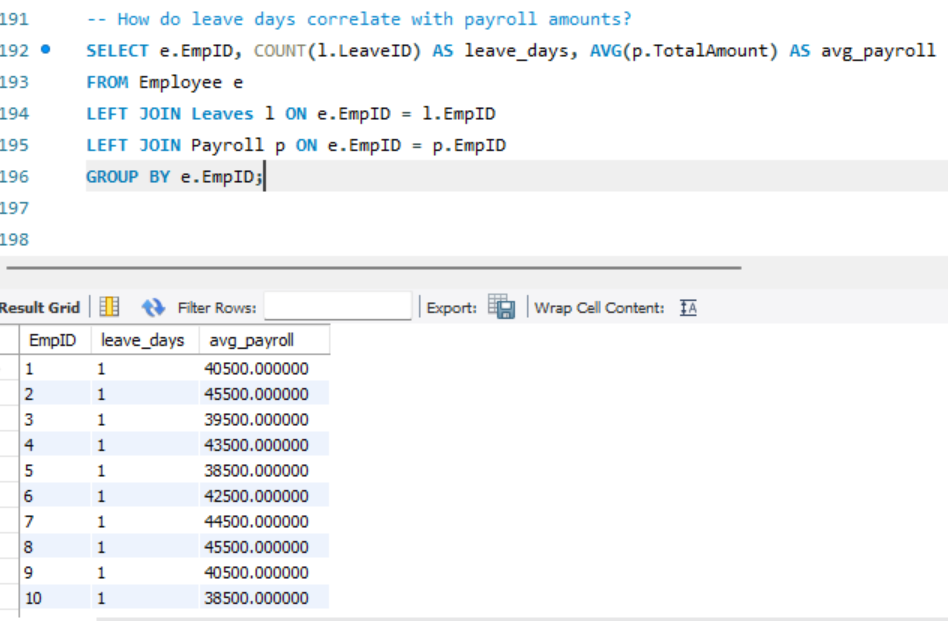 191 -- How do leave days correlate with payroll amounts?
192 SELECT e.EmpID, COUNT(l.LeaveID) AS leave_days, AVG(p.TotalAmount) AS avg_payroll
193 FROM Employee e
194 LEFT JOIN Leaves l ON e.EmpID = l.EmpID
195 LEFT JOIN Payroll p ON e.EmpID = p.EmpID
196 GROUP BY e.EmpID;
197
198
Result Grid Filter Rows: Export: Wrap Cell Content:
EmpID leave_days avg_payroll
1 1 40500.000000
2 1 45500.000000
3 1 39500.000000
4 1 43500.000000
5 1 38500.000000
6 1 42500.000000
7 1 44500.000000
8 1 45500.000000
9 1 40500.000000
10 1 38500.000000